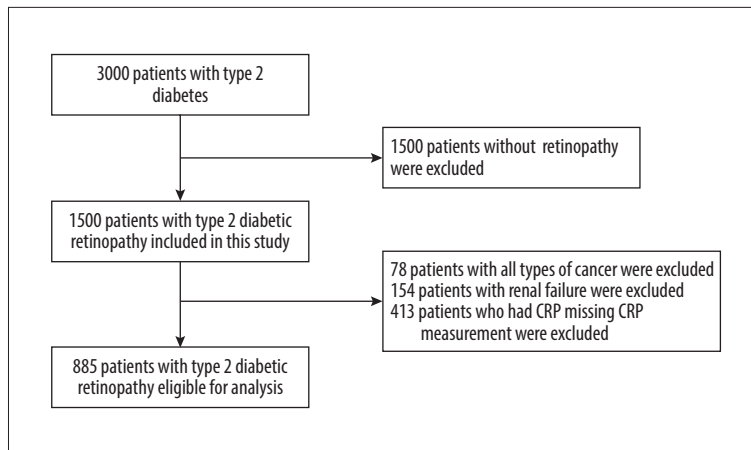 3000 patients with type 2
diabetes
1500 patients without retinopathy
were excluded
1500 patients with type 2 diabetic
retinopathy included in this study
78 patients with all types of cancer were excluded
154 patients with renal failure were excluded
413 patients who had CRP missing CRP
measurement were excluded
885 patients with type 2 diabetic
retinopathy eligible for analysis